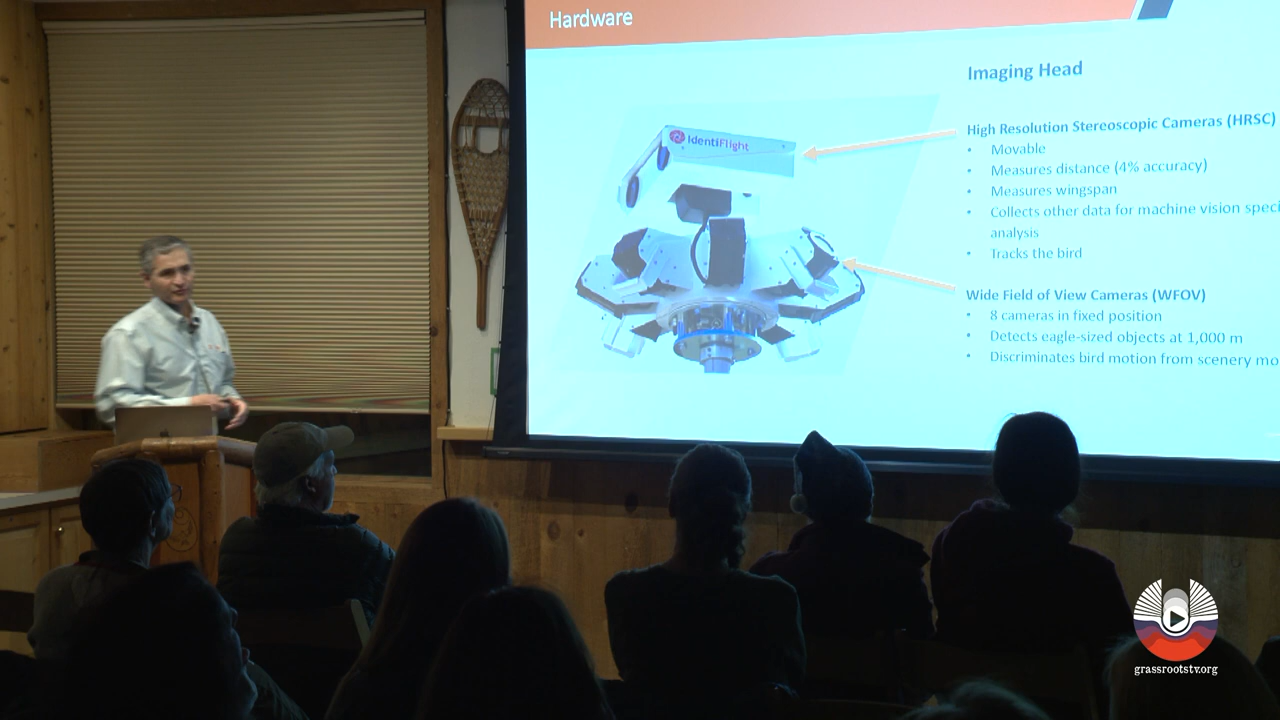 Hardware
Imaging Head
IdentiFlight
High Resolution Stereoscopic Cameras (HRSC)
• Movable
• Measures distance (4% accuracy)
• Measures wingspan
• Collects other data for machine vision speci
analysis
• Tracks the bird
Wide Field of View Cameras (WFOV)
• 8 cameras in fixed position
• Detects eagle-sized objects at 1,000 m
• Discriminates bird motion from scenery mo
grassrootstv.org